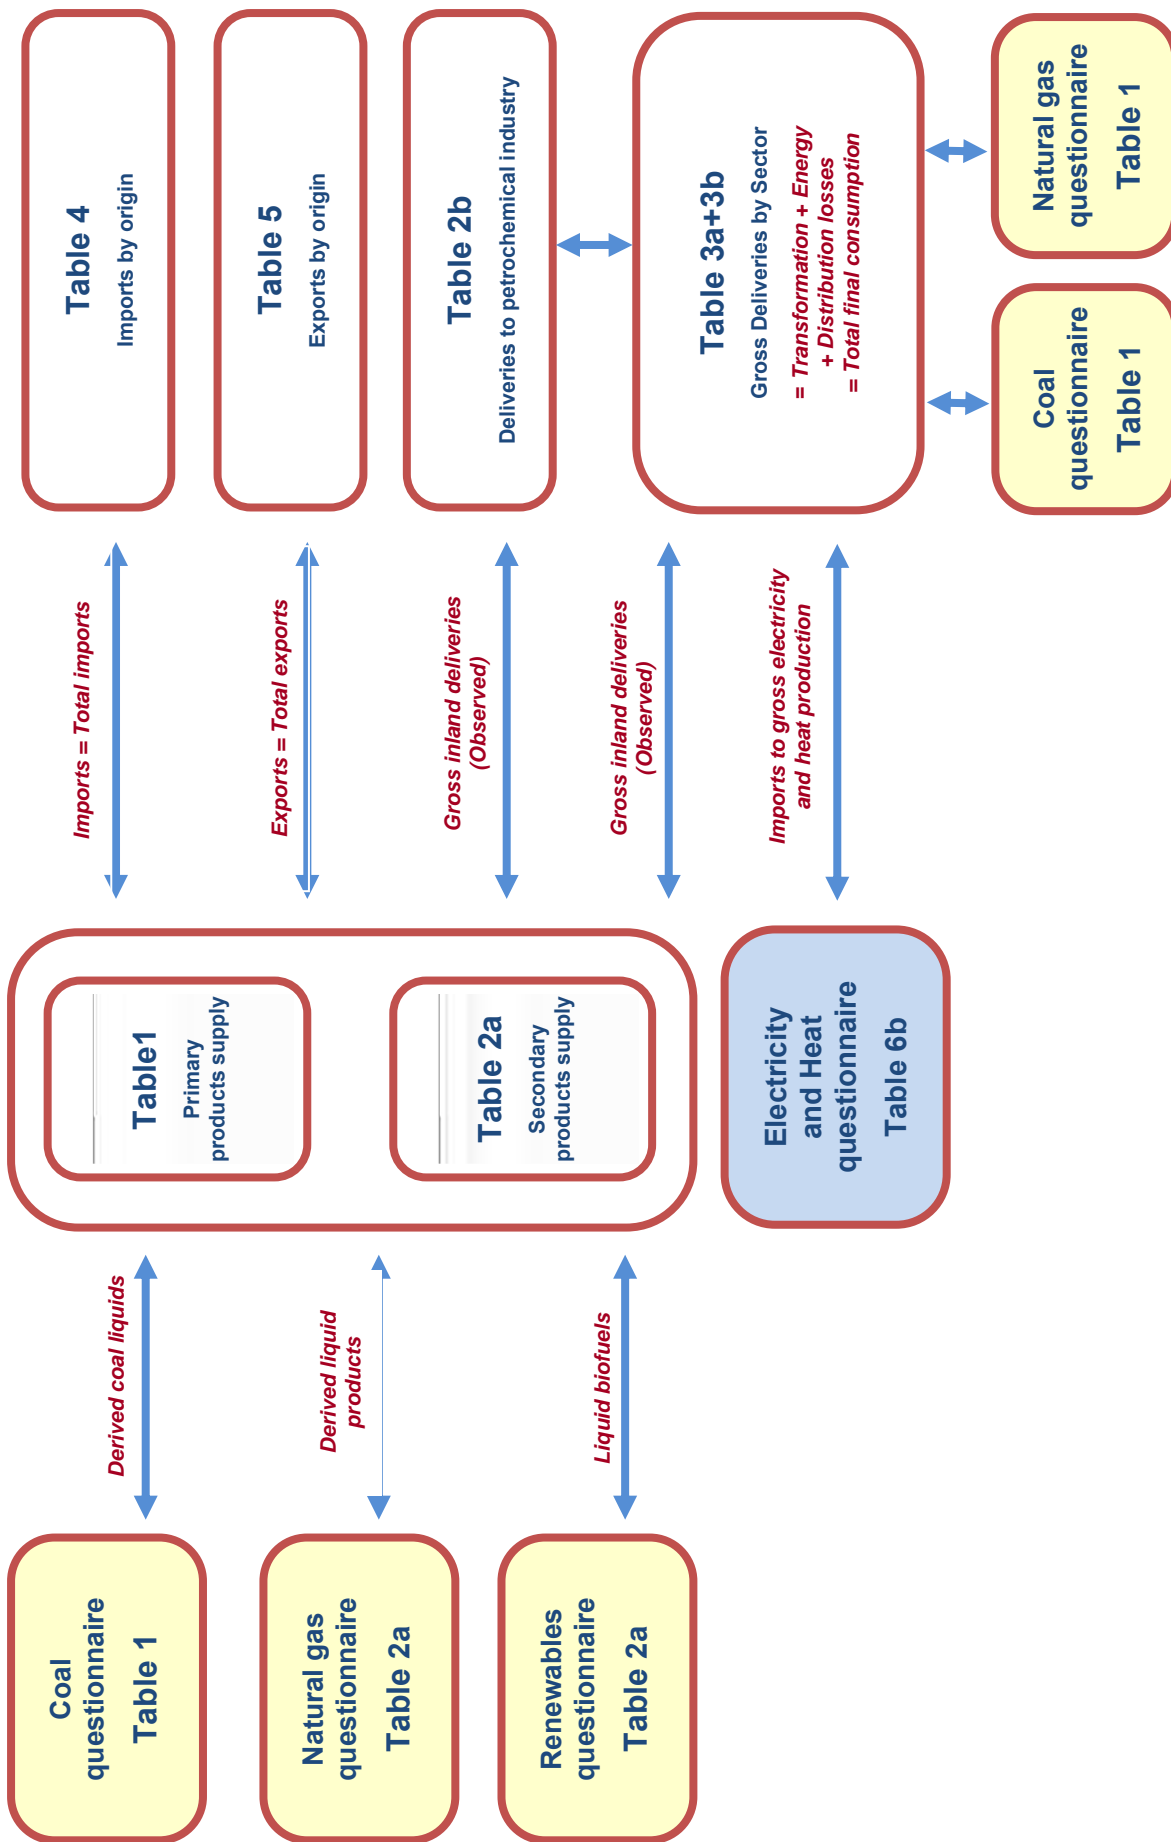 Coal
questionnaire
Table 1
Natural gas
questionnaire
Table 2a
Renewables
questionnaire
Table 2a
Derived coal liquids
Derived liquid
products
Liquid biofuels
Table1
Primary
products supply
Table 2a
Secondary
products supply
Electricity
and Heat
questionnaire
Table 6b
Imports = Total imports
Exports = Total exports
Gross inland deliveries
(Observed)
Gross inland deliveries
(Observed)
Imports to gross electricity
and heat production
Table 4
Imports by origin
Table 5
Exports by origin
Table 2b
Deliveries to petrochemical industry
Table 3a+3b
Gross Deliveries by Sector
= Transformation + Energy
+ Distribution losses
= Total final consumption
Coal
questionnaire
Table 1
Natural gas
questionnaire
Table 1